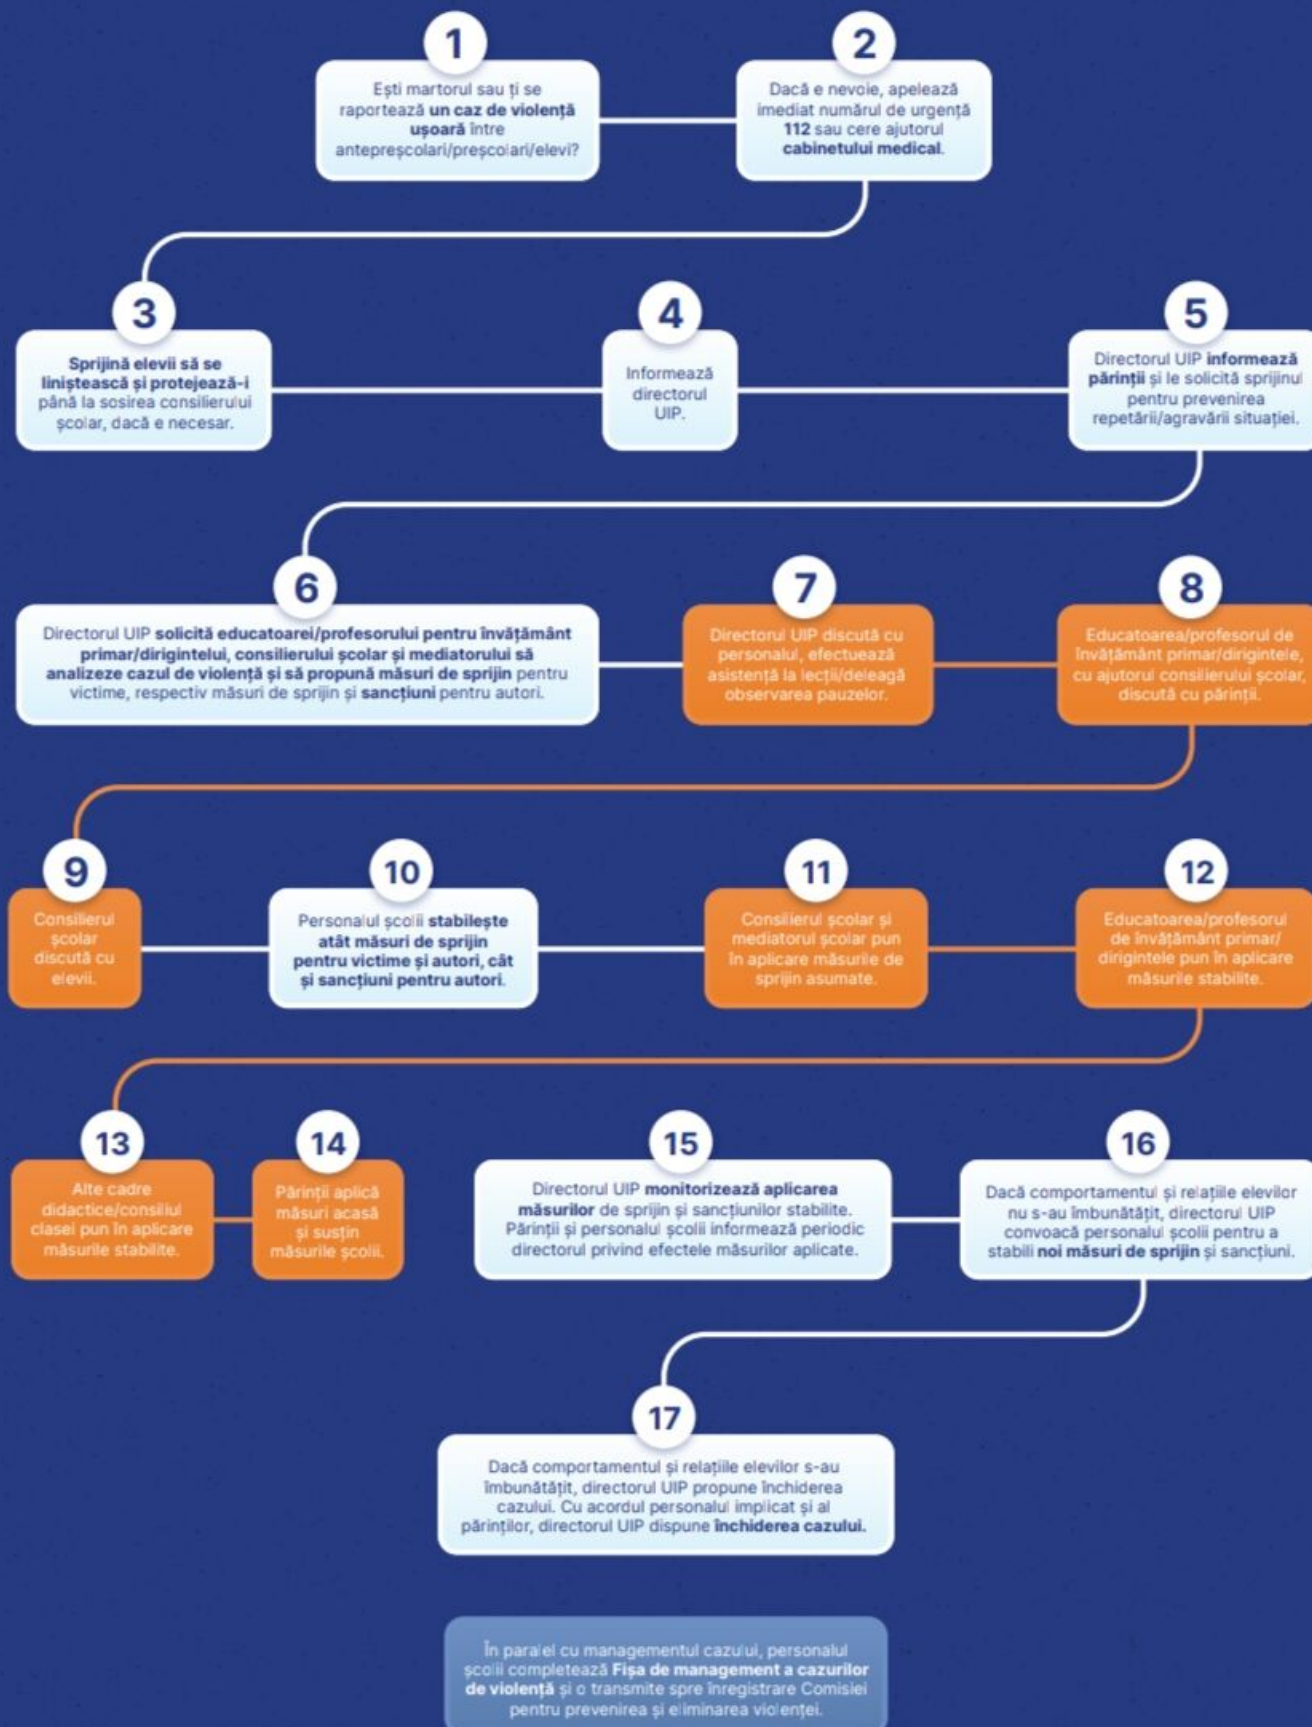 1
Ești martorul sau ți se
raportează un caz de violență
ușoară între
antepreșcolari/preșcolari/elevi?
2
Dacă e nevoie, apelează
imediat numărul de urgență
112 sau cere ajutorul
cabinetului medical.
3
Sprijină elevii să se
liniștească și protejează-i
până la sosirea consilierului
școlar, dacă e necesar.
4
Informează
directorul
UIP.
5
Directorul UIP informează
părinții și le solicită sprijinul
pentru prevenirea
repetării/agravării situației.
6
Directorul UIP solicită educatoarei/profesorului pentru învățământ
primar/dirigintelui, consilierului școlar și mediatorului să
analizeze cazul de violență și să propună măsuri de sprijin pentru
victime, respectiv măsuri de sprijin și sancțiuni pentru autori.
7
Directorul UIP discută cu
personalul, efectuează
asistență la lecții/deleagă
observarea pauzelor.
8
Educatoarea/profesorul de
învățământ primar/dirigintele,
cu ajutorul consilierului școlar,
discută cu părinții.
9
Consilierul
școlar
discută cu
elevii.
10
Personalul școlii stabilește
atât măsuri de sprijin
pentru victime și autori, cât
și sancțiuni pentru autori.
11
Consilierul școlar și
mediatorul școlar pun
în aplicare măsurile de
sprijin asumate.
12
Educatoarea/profesorul
de învățământ primar/
dirigintele pun în aplicare
măsurile stabilite.
13
Alte cadre
didactice/consiliul
clasei pun în aplicare
măsurile stabilite.
14
Părinții aplică
măsuri acasă
și susțin
măsurile școlii.
15
Directorul UIP monitorizează aplicarea
măsurilor de sprijin și sancțiunilor stabilite.
Părinții și personalul școlii informează periodic
directorul privind efectele măsurilor aplicate.
16
Dacă comportamentul și relațiile elevilor
nu s-au îmbunătățit, directorul UIP
convoacă personalul școlii pentru a
stabili noi măsuri de sprijin și sancțiuni.
17
Dacă comportamentul și relațiile elevilor s-au
îmbunătățit, directorul UIP propune închiderea
cazului. Cu acordul personalul implicat și al
părinților, directorul UIP dispune închiderea cazului.
În paralel cu managementul cazului, personalul
școlii completează Fișa de management a cazurilor
de violență și o transmite spre înregistrare Comisiei
pentru prevenirea și eliminarea violenței.